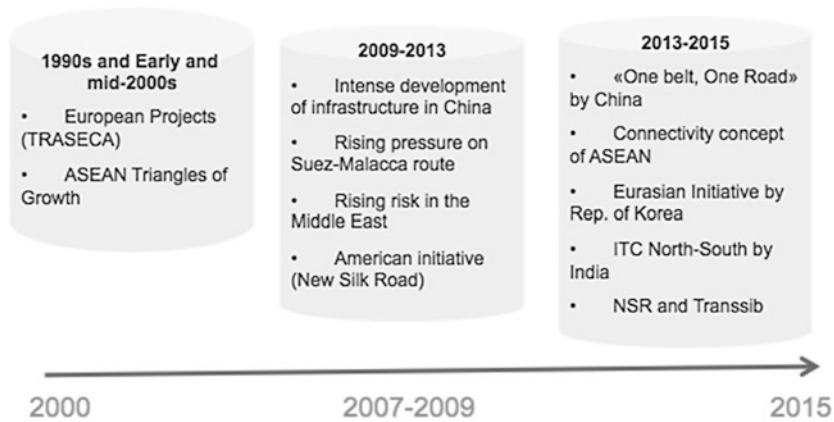 1990s and Early and
mid-2000s
• European Projects
(TRASECA)
• ASEAN Triangles of
Growth
2009-2013
• Intense development
of infrastructure in China
• Rising pressure on
Suez-Malacca route
• Rising risk in the
Middle East
• American initiative
(New Silk Road)
2013-2015
• «One belt, One Road»
by China
• Connectivity concept
of ASEAN
• Eurasian Initiative by
Rep. of Korea
• ITC North-South by
India
• NSR and Transsib
2000
2007-2009
2015